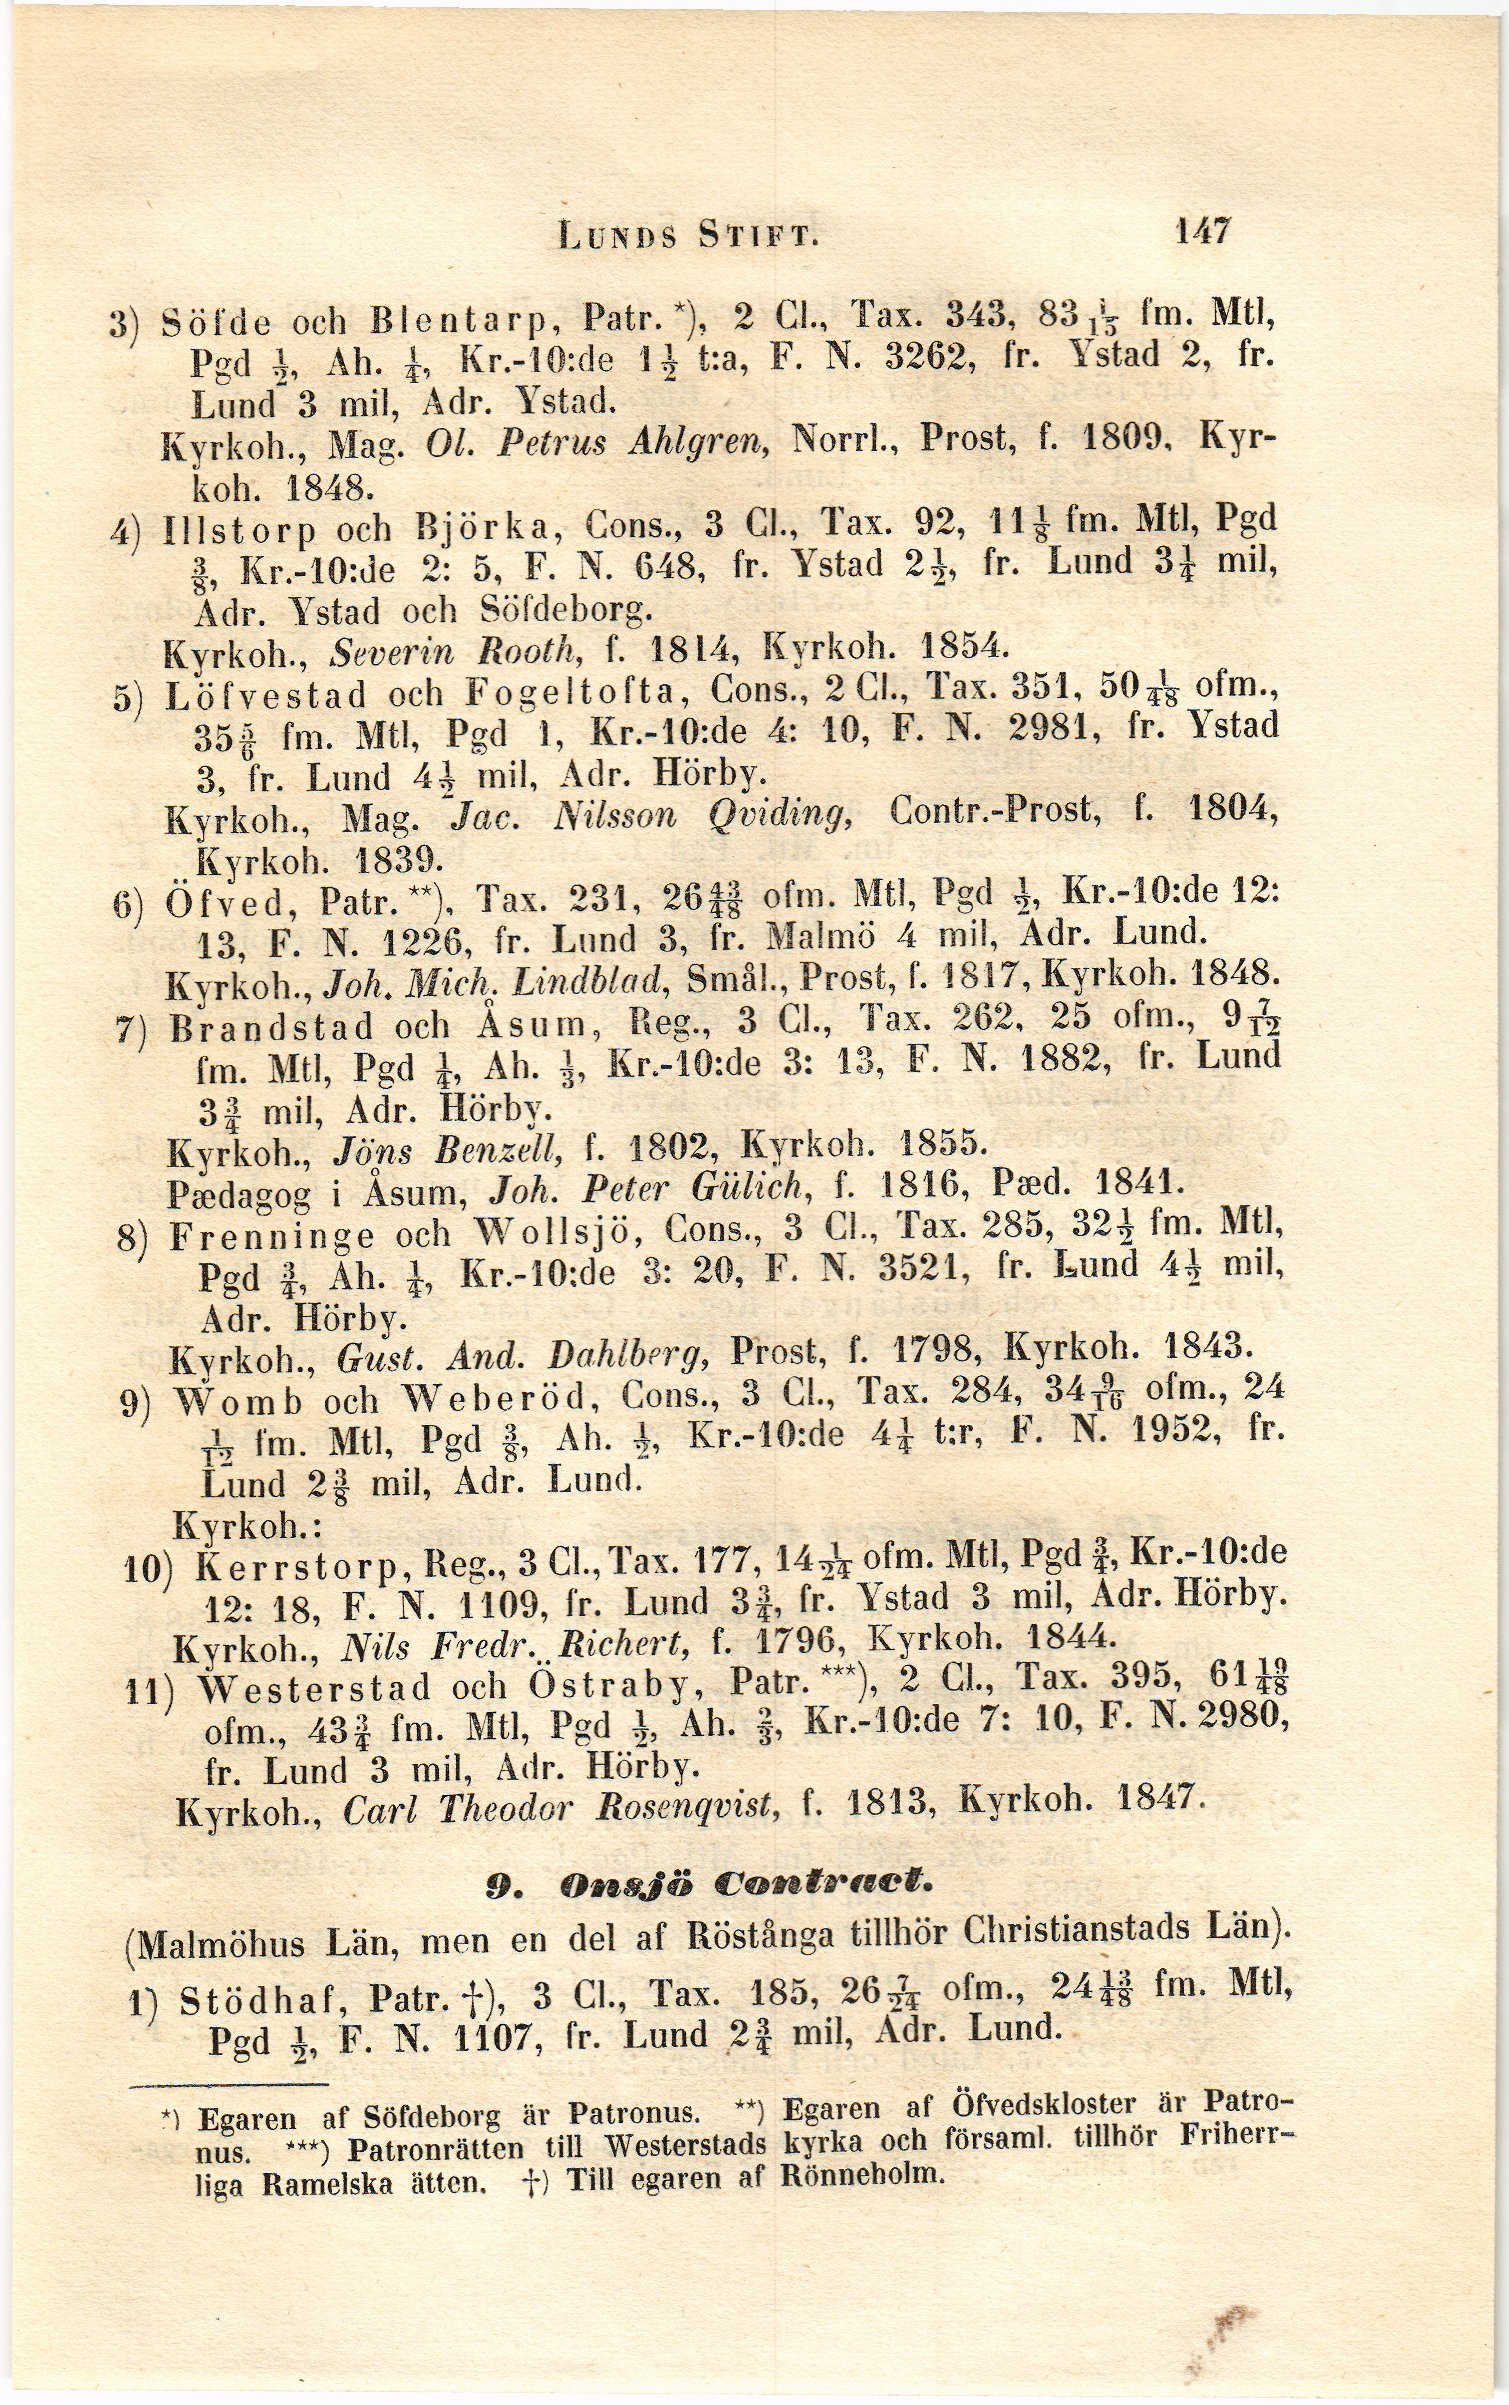 LUNDS STIFT. 147
3) Söfde och Blentarp, Patr. *), 2 Cl., Tax. 343, 83 1/15 fm. Mtl,
Pgd 1/2, Ah. 1/4, Kr.-10:de 1 1/2 t:a, F. N. 3262, fr. Ystad 2, fr.
Lund 3 mil, Adr. Ystad.
Kyrkoh., Mag. Ol. Petrus Ahlgren, Norrl., Prost, f. 1809, Kyr-
koh. 1848.
4) Illstorp och Björka, Cons., 3 Cl., Tax. 92, 11 1/8 fm. Mtl, Pgd
3/8, Kr.-10:de 2: 5, F. N. 648, fr. Ystad 2 1/2, fr. Lund 3 1/4 mil,
Adr. Ystad och Söfdeborg.
Kyrkoh., Severin Rooth, f. 1814, Kyrkoh. 1854.
5) Löfvestad och Fogeltofta, Cons., 2 Cl., Tax. 351, 50 1/48 ofm.,
35 5/6 fm. Mtl, Pgd 1, Kr.-10:de 4: 10, F. N. 2981, fr. Ystad
3, fr. Lund 4 1/2 mil, Adr. Hörby.
Kyrkoh., Mag. Jac. Nilsson Qviding, Contr.-Prost, f. 1804,
Kyrkoh. 1839.
6) Öfved, Patr. **), Tax. 231, 26 43/48 ofm. Mtl, Pgd 1/2, Kr.-10:de 12:
13, F. N. 1226, fr. Lund 3, fr. Malmö 4 mil, Adr. Lund.
Kyrkoh., Joh. Mich. Lindblad, Smål., Prost, f. 1817, Kyrkoh. 1848.
7) Brandstad och Åsum, Reg., 3 Cl., Tax. 262, 25 ofm., 9 7/12
fm. Mtl, Pgd 1/4, Ah. 1/3, Kr.-10:de 3: 13, F. N. 1882, fr. Lund
3 3/4 mil, Adr. Hörby.
Kyrkoh., Jöns Benzell, f. 1802, Kyrkoh. 1855.
Pædagog i Åsum, Joh. Peter Gülich, f. 1816, Pæd. 1841.
8) Frenninge och Wollsjö, Cons., 3 Cl., Tax. 285, 32 1/2 fm. Mtl,
Pgd 3/4, Ah. 1/4, Kr.-10:de 3: 20, F. N. 3521, fr. Lund 4 1/2 mil,
Adr. Hörby.
Kyrkoh., Gust. And. Dahlberg, Prost, f. 1798, Kyrkoh. 1843.
9) Womb och Weberöd, Cons., 3 Cl., Tax. 284, 34 9/16 ofm., 24
1/12 fm. Mtl, Pgd 3/8, Ah. 1/2, Kr.-10:de 4 1/4 t:r, F. N. 1952, fr.
Lund 2 3/8 mil, Adr. Lund.
Kyrkoh.:
10) Kerrstorp, Reg., 3 Cl., Tax. 177, 14 1/24 ofm. Mtl, Pgd 3/4, Kr.-10:de
12: 18, F. N. 1109, fr. Lund 3 3/4, fr. Ystad 3 mil, Adr. Hörby.
Kyrkoh., Nils Fredr. Richert, f. 1796, Kyrkoh. 1844.
11) Westerstad och Östraby, Patr. ***), 2 Cl., Tax. 395, 61 19/48
ofm., 43 3/4 fm. Mtl, Pgd 1/2, Ah. 2/3, Kr.-10:de 7: 10, F. N. 2980,
fr. Lund 3 mil, Adr. Hörby.
Kyrkoh., Carl Theodor Rosenqvist, f. 1813, Kyrkoh. 1847.
9. Onsjö Contract.
(Malmöhus Län, men en del af Röstånga tillhör Christianstads Län).
1) Stödhaf, Patr. †), 3 Cl., Tax. 185, 26 7/24 ofm., 24 13/48 fm. Mtl,
Pgd 1/2, F. N. 1107, fr. Lund 2 3/4 mil, Adr. Lund.
*) Egaren af Söfdeborg är Patronus. **) Egaren af Öfvedskloster är Patro-
nus. ***) Patronrätten till Westerstads kyrka och församl. tillhör Friherr-
liga Ramelska ätten. †) Till egaren af Rönneholm.